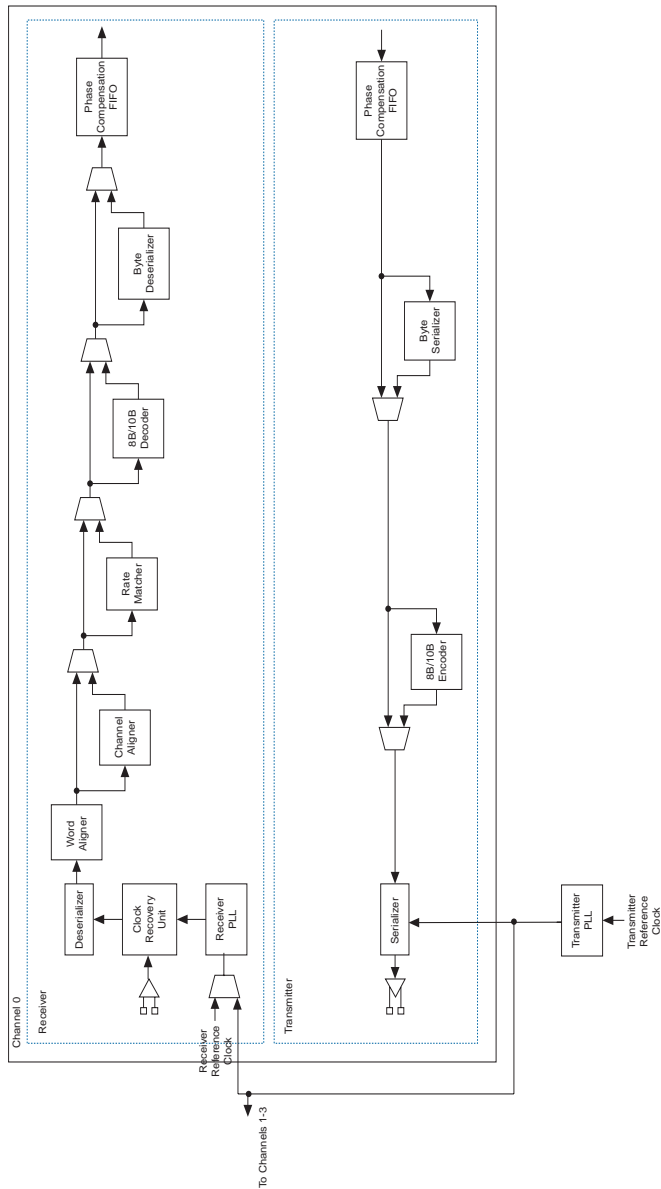 Channel 0
Receiver
Receiver
Reference
Clock
Receiver
PLL
Clock
Recovery
Unit
Deserializer
Word
Aligner
Channel
Aligner
Rate
Matcher
8B/10B
Decoder
Byte
Deserializer
Phase
Compensation
FIFO
Transmitter
Serializer
8B/10B
Encoder
Byte
Serializer
Phase
Compensation
FIFO
To Channels 1-3
Transmitter
PLL
Transmitter
Reference
Clock